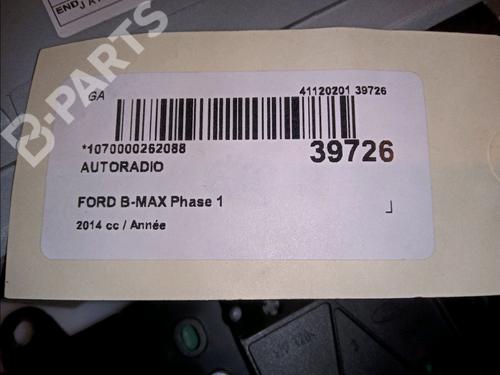 B-PARTS
GA
41120201 39726
*1070000262088
39726
AUTORADIO
FORD B-MAX Phase 1
2014 cc / Année